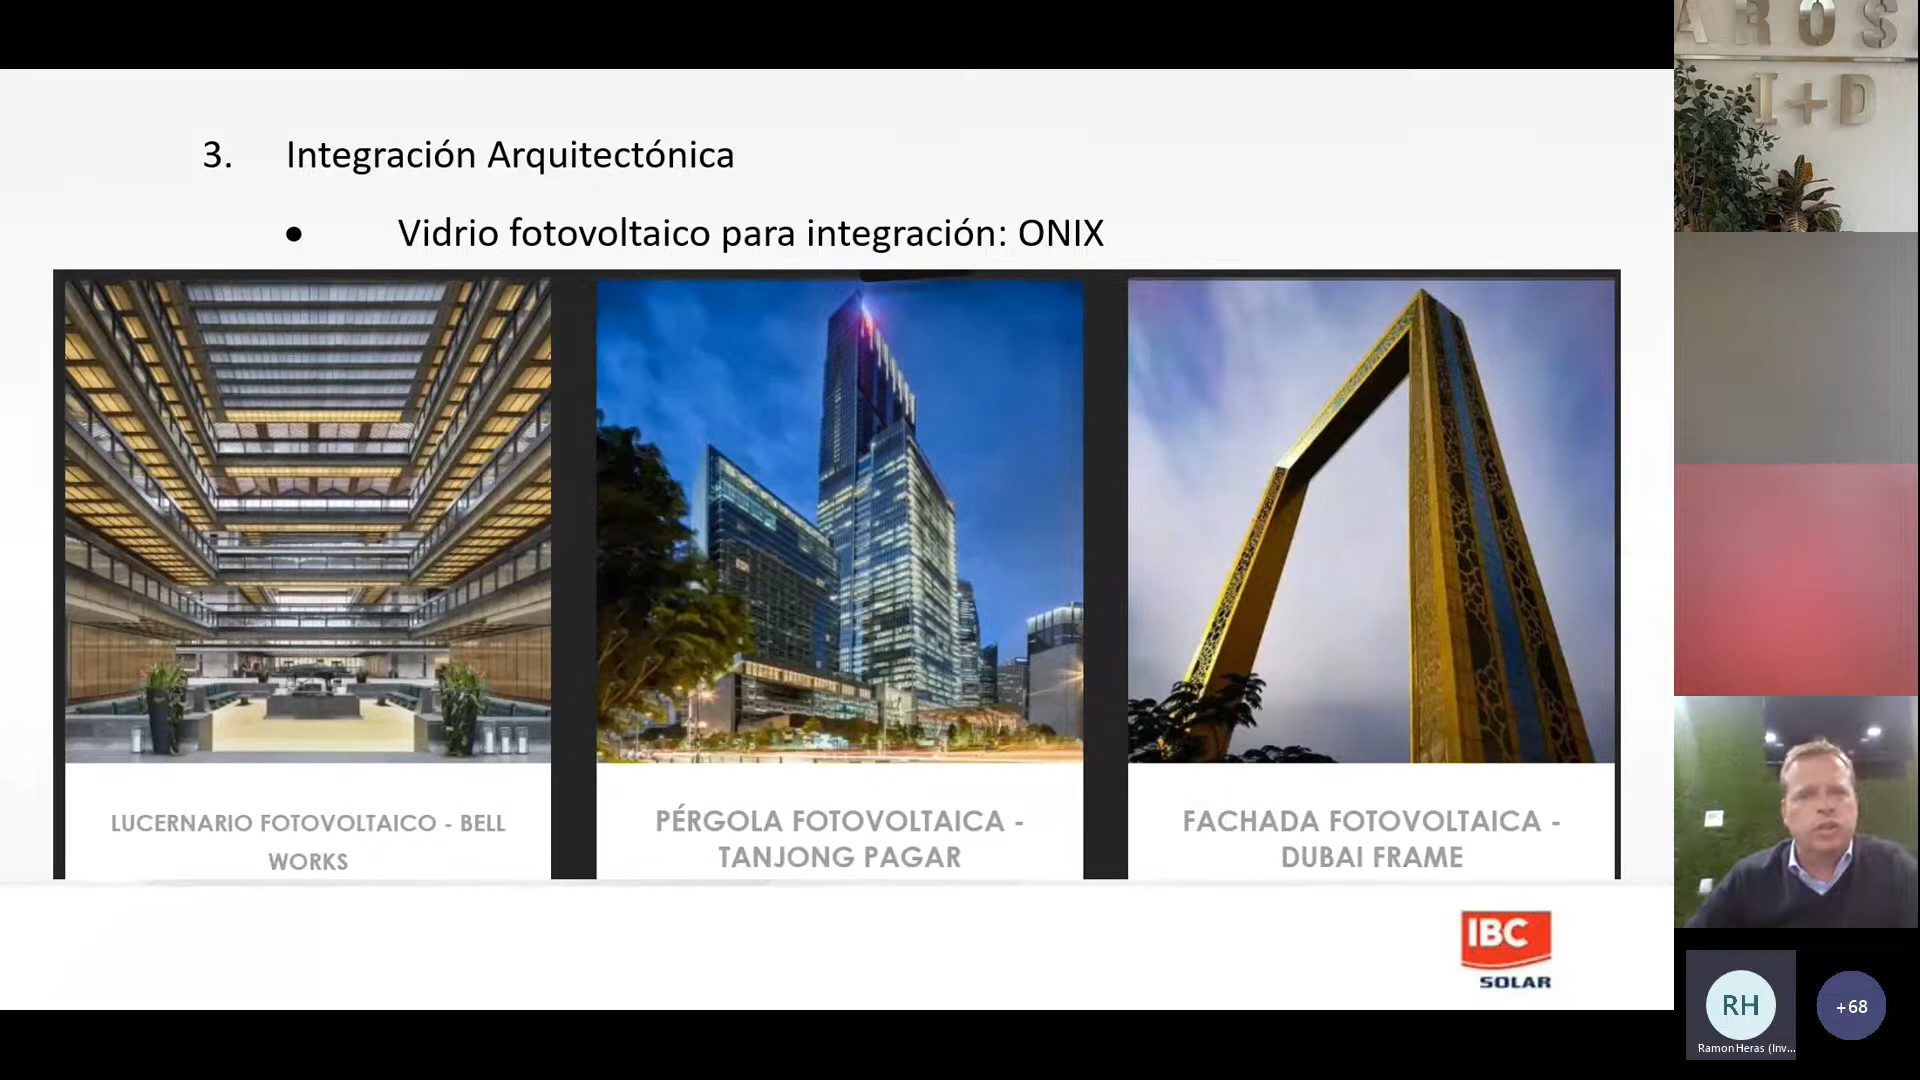 3. Integración Arquitectónica
• Vidrio fotovoltaico para integración: ONIX
LUCERNARIO FOTOVOLTAICO - BELL
WORKS
PÉRGOLA FOTOVOLTAICA -
TANJONG PAGAR
FACHADA FOTOVOLTAICA -
DUBAI FRAME
IBC
SOLAR
AROS
I+D
RH
Ramon Heras (Inv...
+68